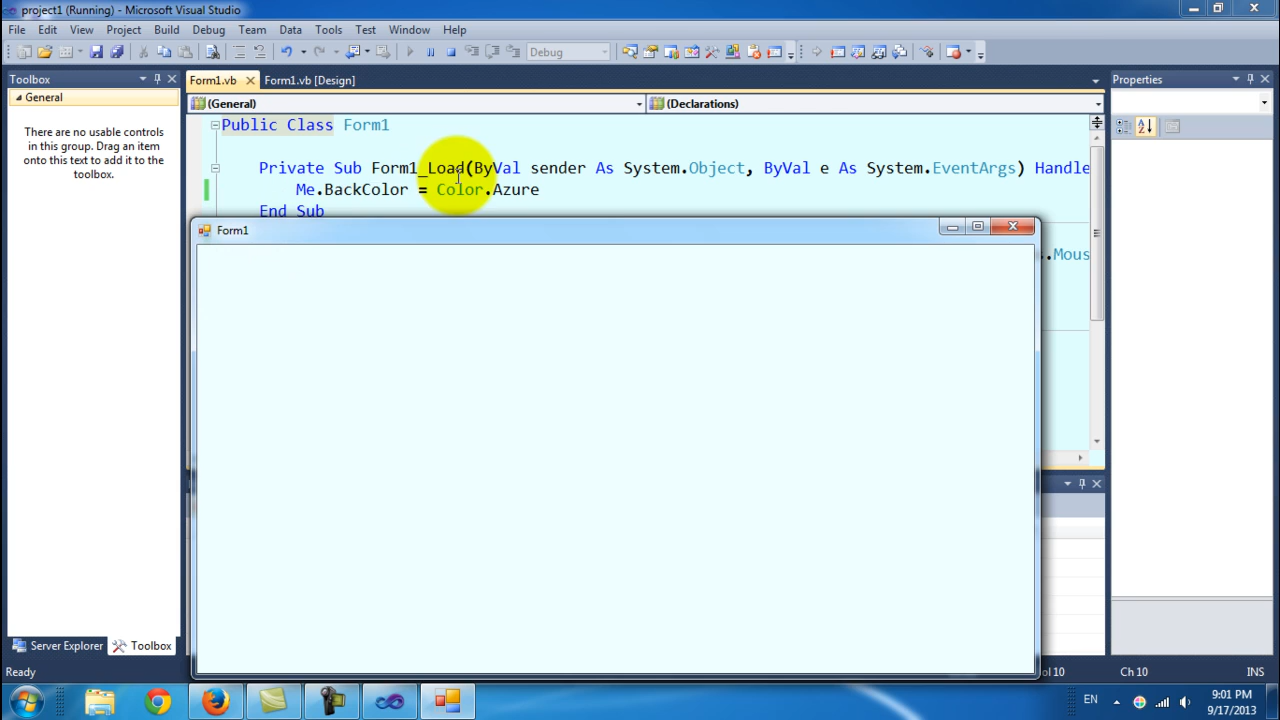 project1 (Running) - Microsoft Visual Studio
File Edit View Project Build Debug Team Data Tools Test Window Help
Debug
Toolbox
Form1.vb Form1.vb [Design]
Properties
General
(General) (Declarations)
There are no usable controls
in this group. Drag an item
onto this text to add it to the
toolbox.
Public Class Form1
Private Sub Form1_Load(ByVal sender As System.Object, ByVal e As System.EventArgs) Handle
Me.BackColor = Color.Azure
End Sub
Form1
.Mous
Server Explorer Toolbox
Ready
ol 10 Ch 10 INS
EN
9:01 PM
9/17/2013